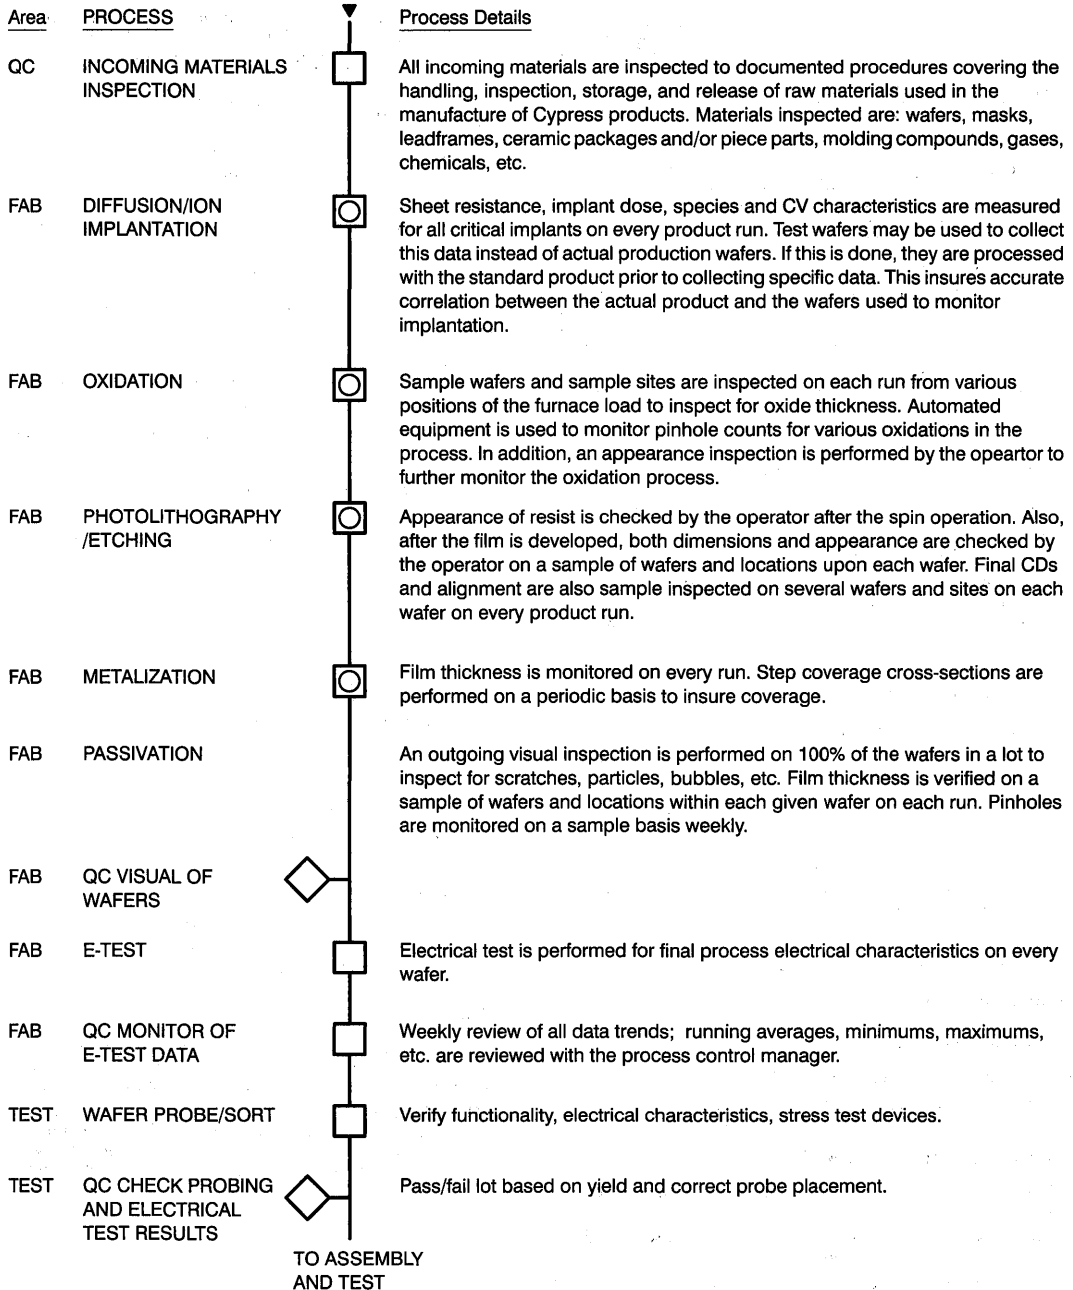 Area PROCESS Process Details
QC INCOMING MATERIALS INSPECTION
All incoming materials are inspected to documented procedures covering the
handling, inspection, storage, and release of raw materials used in the
manufacture of Cypress products. Materials inspected are: wafers, masks,
leadframes, ceramic packages and/or piece parts, molding compounds, gases,
chemicals, etc.
FAB DIFFUSION/ION
IMPLANTATION
Sheet resistance, implant dose, species and CV characteristics are measured
for all critical implants on every product run. Test wafers may be used to collect
this data instead of actual production wafers. If this is done, they are processed
with the standard product prior to collecting specific data. This insures accurate
correlation between the actual product and the wafers used to monitor
implantation.
FAB OXIDATION
Sample wafers and sample sites are inspected on each run from various
positions of the furnace load to inspect for oxide thickness. Automated
equipment is used to monitor pinhole counts for various oxidations in the
process. In addition, an appearance inspection is performed by the opeartor to
further monitor the oxidation process.
FAB PHOTOLITHOGRAPHY
/ETCHING
Appearance of resist is checked by the operator after the spin operation. Also,
after the film is developed, both dimensions and appearance are checked by
the operator on a sample of wafers and locations upon each wafer. Final CDs
and alignment are also sample inspected on several wafers and sites on each
wafer on every product run.
FAB METALIZATION
Film thickness is monitored on every run. Step coverage cross-sections are
performed on a periodic basis to insure coverage.
FAB PASSIVATION
An outgoing visual inspection is performed on 100% of the wafers in a lot to
inspect for scratches, particles, bubbles, etc. Film thickness is verified on a
sample of wafers and locations within each given wafer on each run. Pinholes
are monitored on a sample basis weekly.
FAB QC VISUAL OF
WAFERS
FAB E-TEST
Electrical test is performed for final process electrical characteristics on every
wafer.
FAB QC MONITOR OF
E-TEST DATA
Weekly review of all data trends; running averages, minimums, maximums,
etc. are reviewed with the process control manager.
TEST WAFER PROBE/SORT
Verify functionality, electrical characteristics, stress test devices.
TEST QC CHECK PROBING
AND ELECTRICAL
TEST RESULTS
Pass/fail lot based on yield and correct probe placement.
TO ASSEMBLY
AND TEST